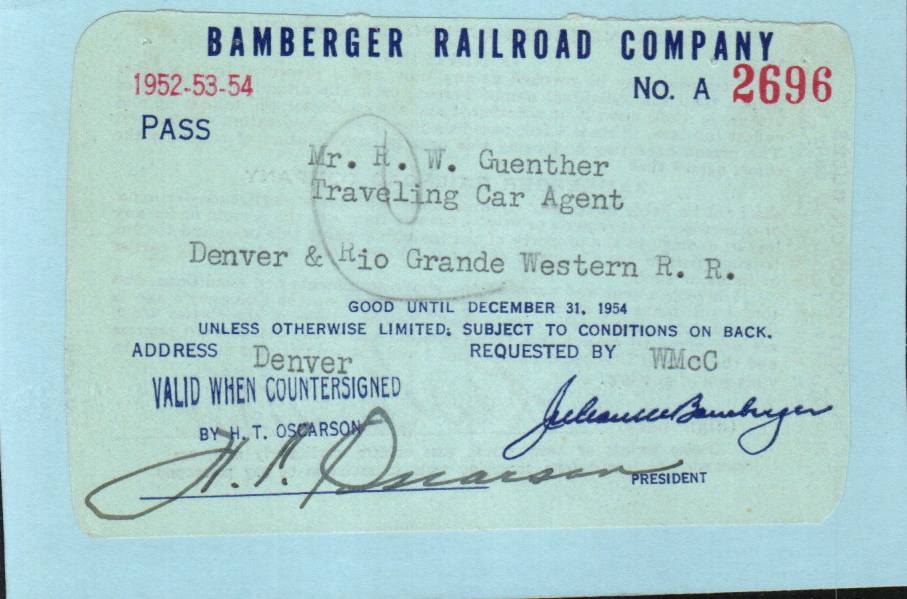 BAMBERGER RAILROAD COMPANY
1952-53-54
No. A 2696
PASS
Mr. R. W. Guenther
Traveling Car Agent
Denver & Rio Grande Western R. R.
GOOD UNTIL DECEMBER 31, 1954
UNLESS OTHERWISE LIMITED; SUBJECT TO CONDITIONS ON BACK.
ADDRESS Denver
REQUESTED BY WMcC
VALID WHEN COUNTERSIGNED
BY H. T. OSCARSON
H. T. Oscarson
Bamberger
PRESIDENT